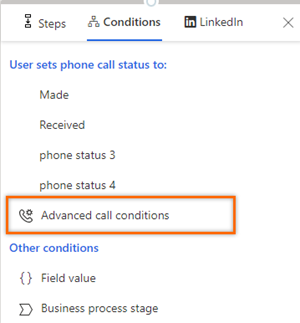 Steps Conditions LinkedIn
User sets phone call status to:
Made
Received
phone status 3
phone status 4
Advanced call conditions
Other conditions
Field value
Business process stage